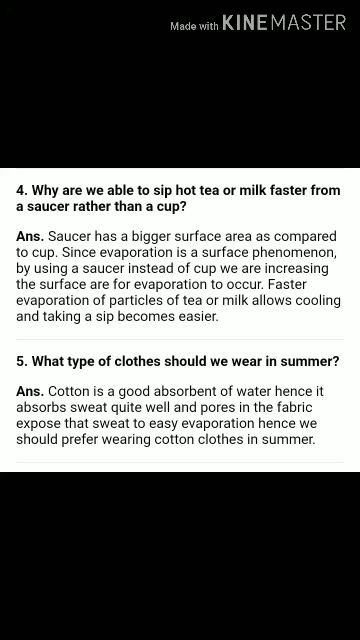 Made with KINEMASTER
4. Why are we able to sip hot tea or milk faster from
a saucer rather than a cup?
Ans. Saucer has a bigger surface area as compared
to cup. Since evaporation is a surface phenomenon,
by using a saucer instead of cup we are increasing
the surface are for evaporation to occur. Faster
evaporation of particles of tea or milk allows cooling
and taking a sip becomes easier.
5. What type of clothes should we wear in summer?
Ans. Cotton is a good absorbent of water hence it
absorbs sweat quite well and pores in the fabric
expose that sweat to easy evaporation hence we
should prefer wearing cotton clothes in summer.